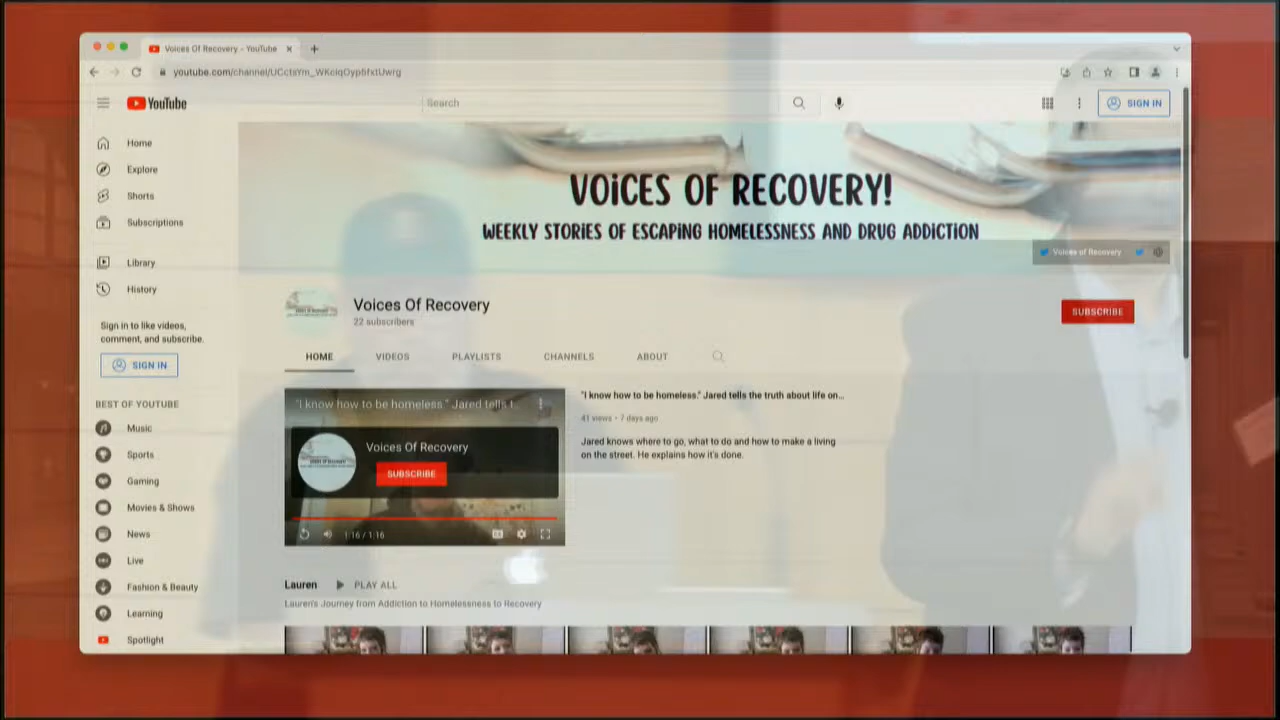 Voices Of Recovery - YouTube
YouTube
Search
SIGN IN
Home
Explore
Shorts
Subscriptions
Library
History
Sign in to like videos,
comment, and subscribe.
SIGN IN
BEST OF YOUTUBE
Music
Sports
Gaming
Movies & Shows
News
Live
Fashion & Beauty
Learning
Spotlight
VOiCES OF RECOVERY!
WEEKLY STORIES OF ESCAPING HOMELESSNESS AND DRUG ADDICTION
Voices of Recovery
Voices Of Recovery
22 subscribers
SUBSCRIBE
HOME VIDEOS PLAYLISTS CHANNELS ABOUT
"I know how to be homeless." Jared tells t...
Voices Of Recovery
SUBSCRIBE
1:16 / 1:16
"I know how to be homeless." Jared tells the truth about life on...
41 views • 7 days ago
Jared knows where to go, what to do and how to make a living
on the street. He explains how it's done.
Lauren PLAY ALL
Lauren's Journey from Addiction to Homelessness to Recovery